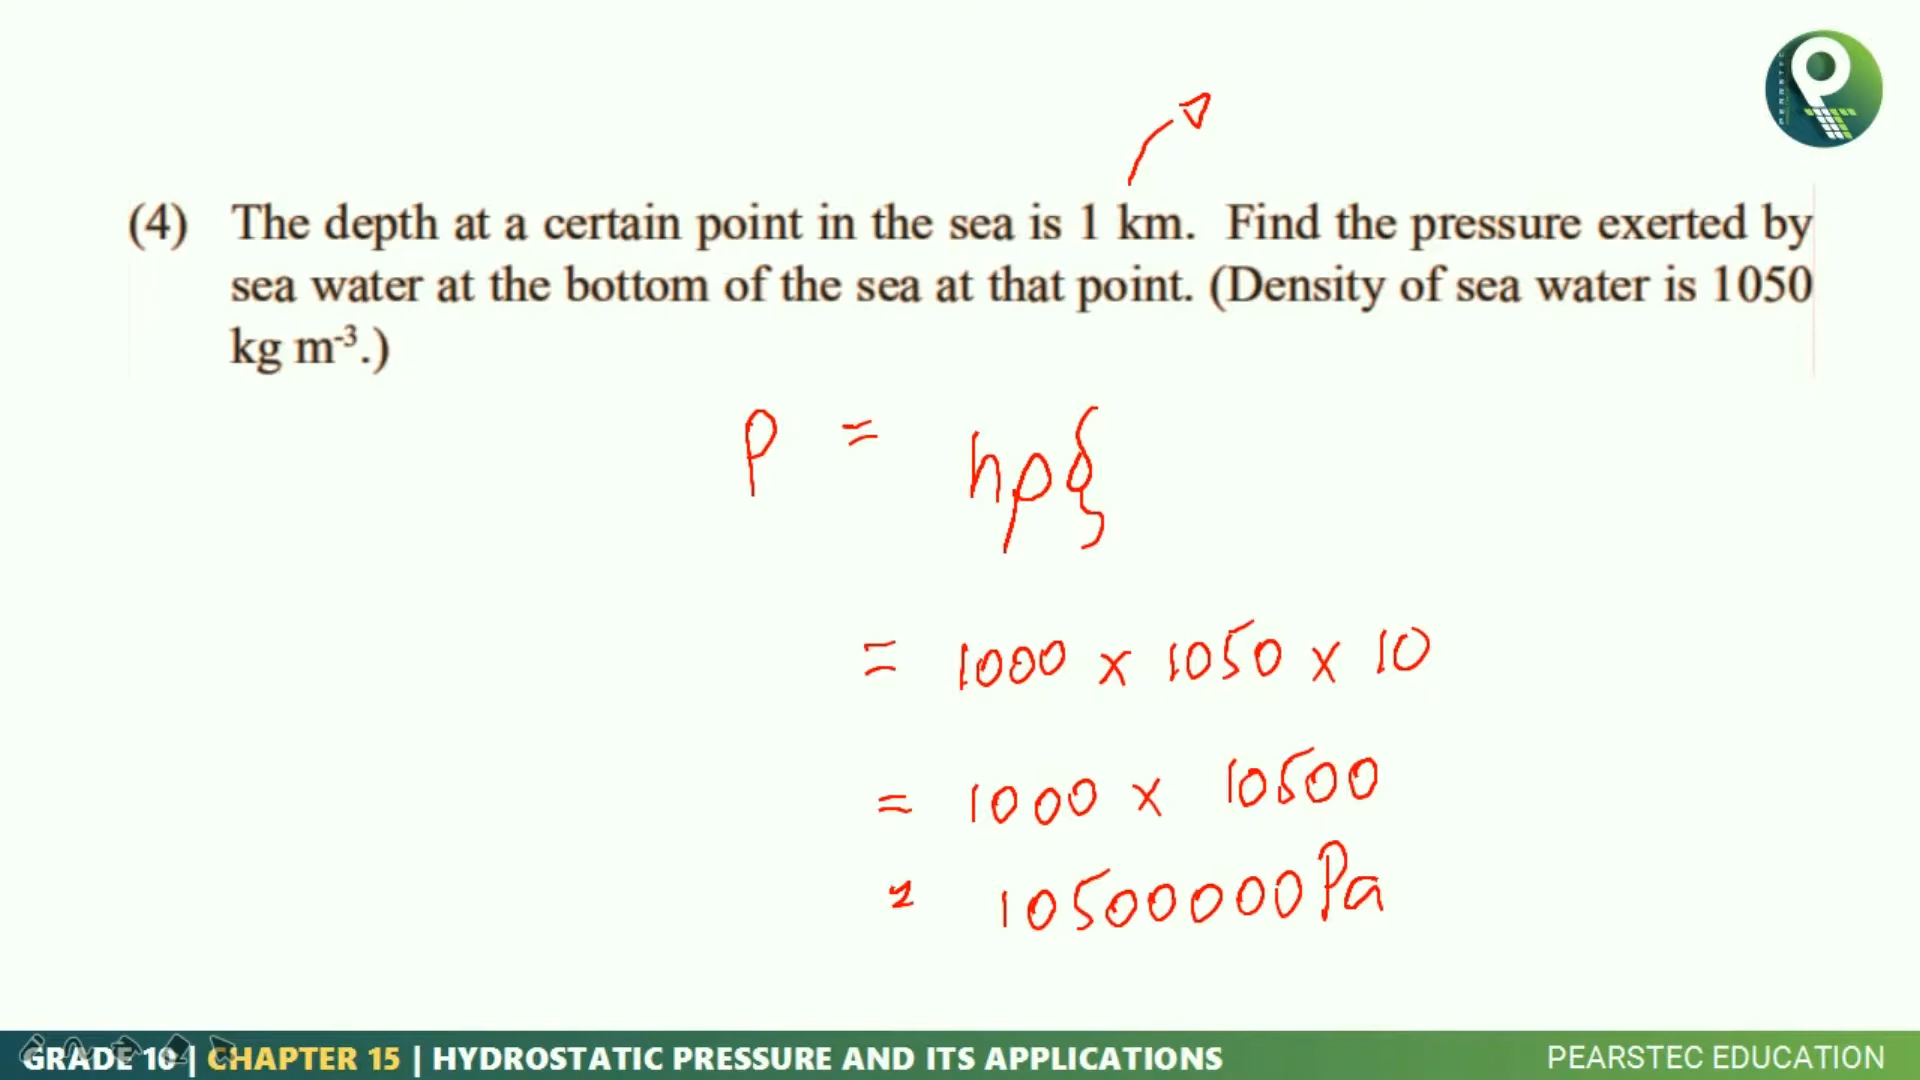 (4) The depth at a certain point in the sea is 1 km. Find the pressure exerted by
sea water at the bottom of the sea at that point. (Density of sea water is 1050
kg m⁻³.)
P = hρg
= 1000 x 1050 x 10
= 1000 x 10500
= 10500000 Pa
GRADE 10 | CHAPTER 15 | HYDROSTATIC PRESSURE AND ITS APPLICATIONS
PEARSTEC EDUCATION